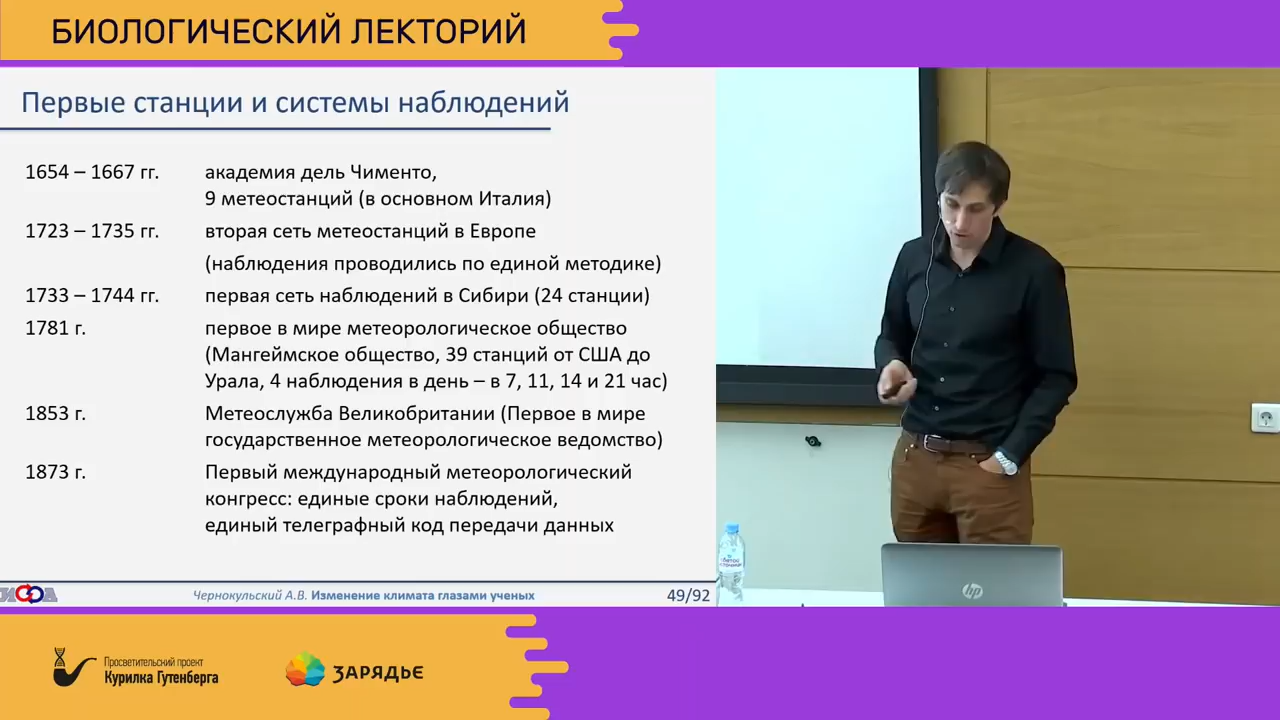 БИОЛОГИЧЕСКИЙ ЛЕКТОРИЙ
Первые станции и системы наблюдений
1654 – 1667 гг. академия дель Чименто,
9 метеостанций (в основном Италия)
1723 – 1735 гг. вторая сеть метеостанций в Европе
(наблюдения проводились по единой методике)
1733 – 1744 гг. первая сеть наблюдений в Сибири (24 станции)
1781 г. первое в мире метеорологическое общество
(Мангеймское общество, 39 станций от США до
Урала, 4 наблюдения в день – в 7, 11, 14 и 21 час)
1853 г. Метеослужба Великобритании (Первое в мире
государственное метеорологическое ведомство)
1873 г. Первый международный метеорологический
конгресс: единые сроки наблюдений,
единый телеграфный код передачи данных
ИФА Чернокульский А.В. Изменение климата глазами ученых 49/92
hp
Просветительский проект
Курилка Гутенберга
ЗАРЯДЬЕ